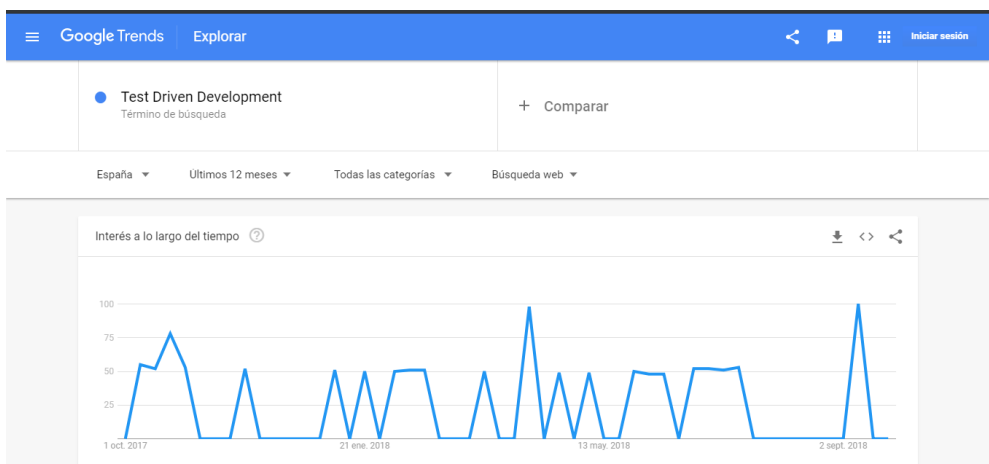 Google Trends Explorar Iniciar sesión
Test Driven Development
Término de búsqueda
+ Comparar
España Últimos 12 meses Todas las categorías Búsqueda web
Interés a lo largo del tiempo ?
100
75
50
25
1 oct. 2017 21 ene. 2018 13 may. 2018 2 sept. 2018